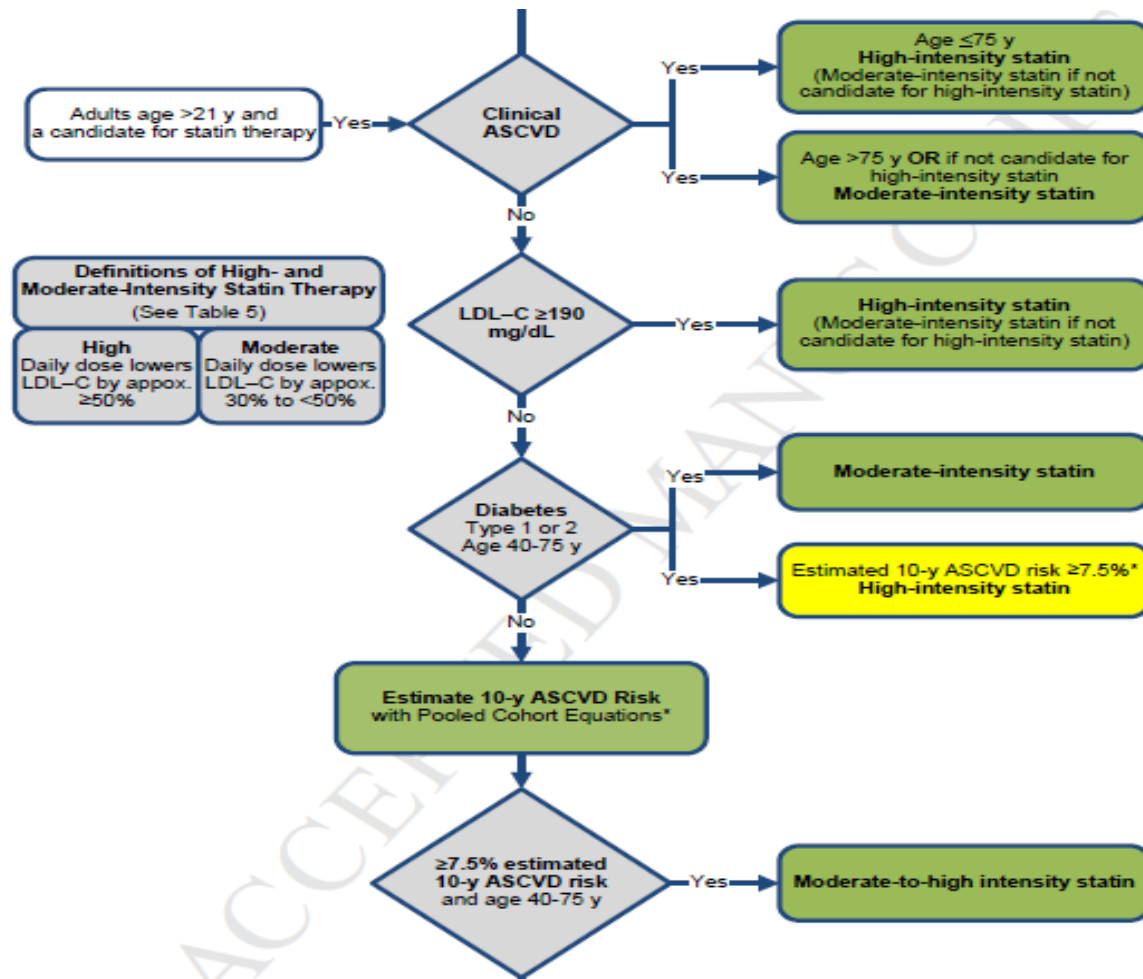 Age ≤75 y
High-intensity statin
(Moderate-intensity statin if not
candidate for high-intensity statin)
Yes
Adults age >21 y and
a candidate for statin therapy
Yes
Clinical
ASCVD
Yes
Age >75 y OR if not candidate for
high-intensity statin
Moderate-intensity statin
No
Definitions of High- and
Moderate-Intensity Statin Therapy
(See Table 5)
High
Daily dose lowers
LDL–C by appox.
≥50%
Moderate
Daily dose lowers
LDL–C by appox.
30% to <50%
LDL–C ≥190
mg/dL
Yes
High-intensity statin
(Moderate-intensity statin if not
candidate for high-intensity statin)
No
Diabetes
Type 1 or 2
Age 40-75 y
Yes
Moderate-intensity statin
Yes
Estimated 10-y ASCVD risk ≥7.5%*
High-intensity statin
No
Estimate 10-y ASCVD Risk
with Pooled Cohort Equations*
≥7.5% estimated
10-y ASCVD risk
and age 40-75 y
Yes
Moderate-to-high intensity statin